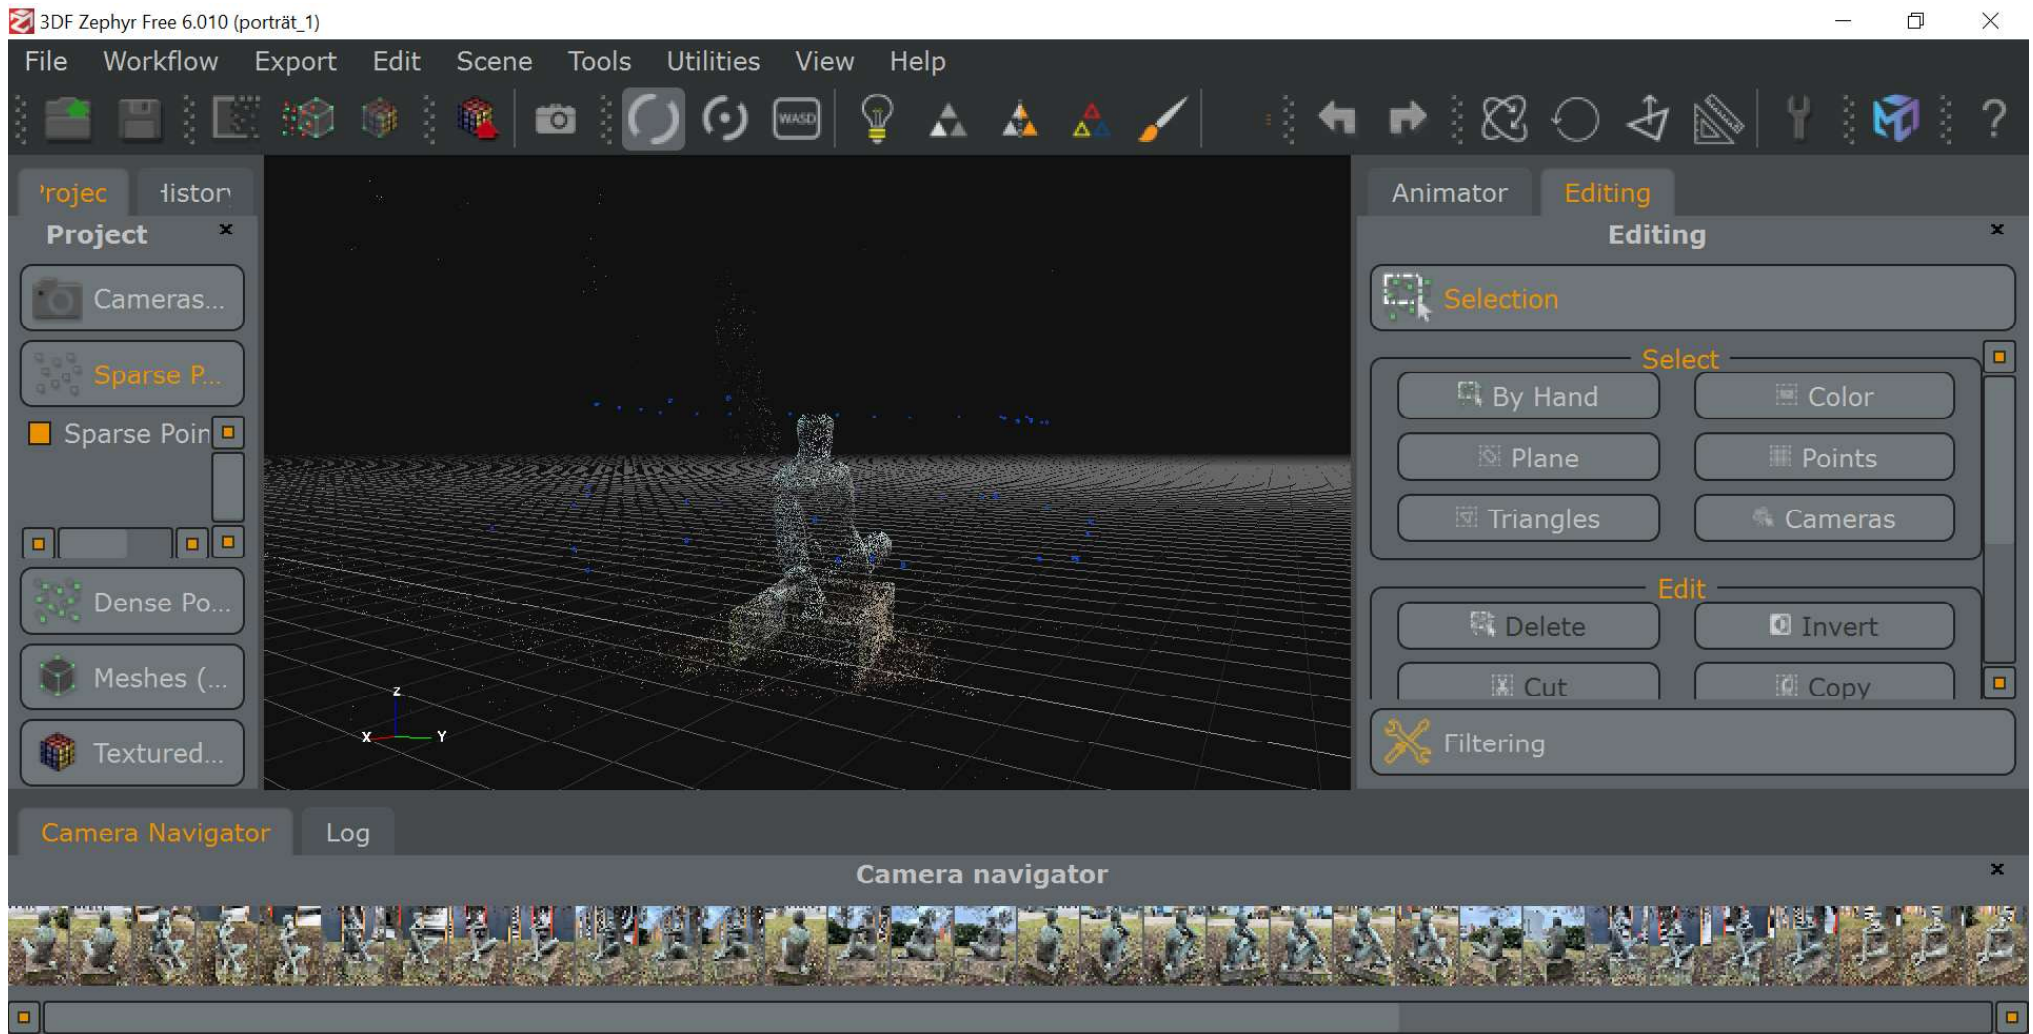 3DF Zephyr Free 6.010 (porträt_1)
File Workflow Export Edit Scene Tools Utilities View Help
WASD
?
Projec History
Project
Cameras...
Sparse P...
Sparse Poin
Dense Po...
Meshes (...
Textured...
Z
X Y
Animator Editing
Editing
Selection
Select
By Hand Color
Plane Points
Triangles Cameras
Edit
Delete Invert
Cut Copy
Filtering
Camera Navigator Log
Camera navigator